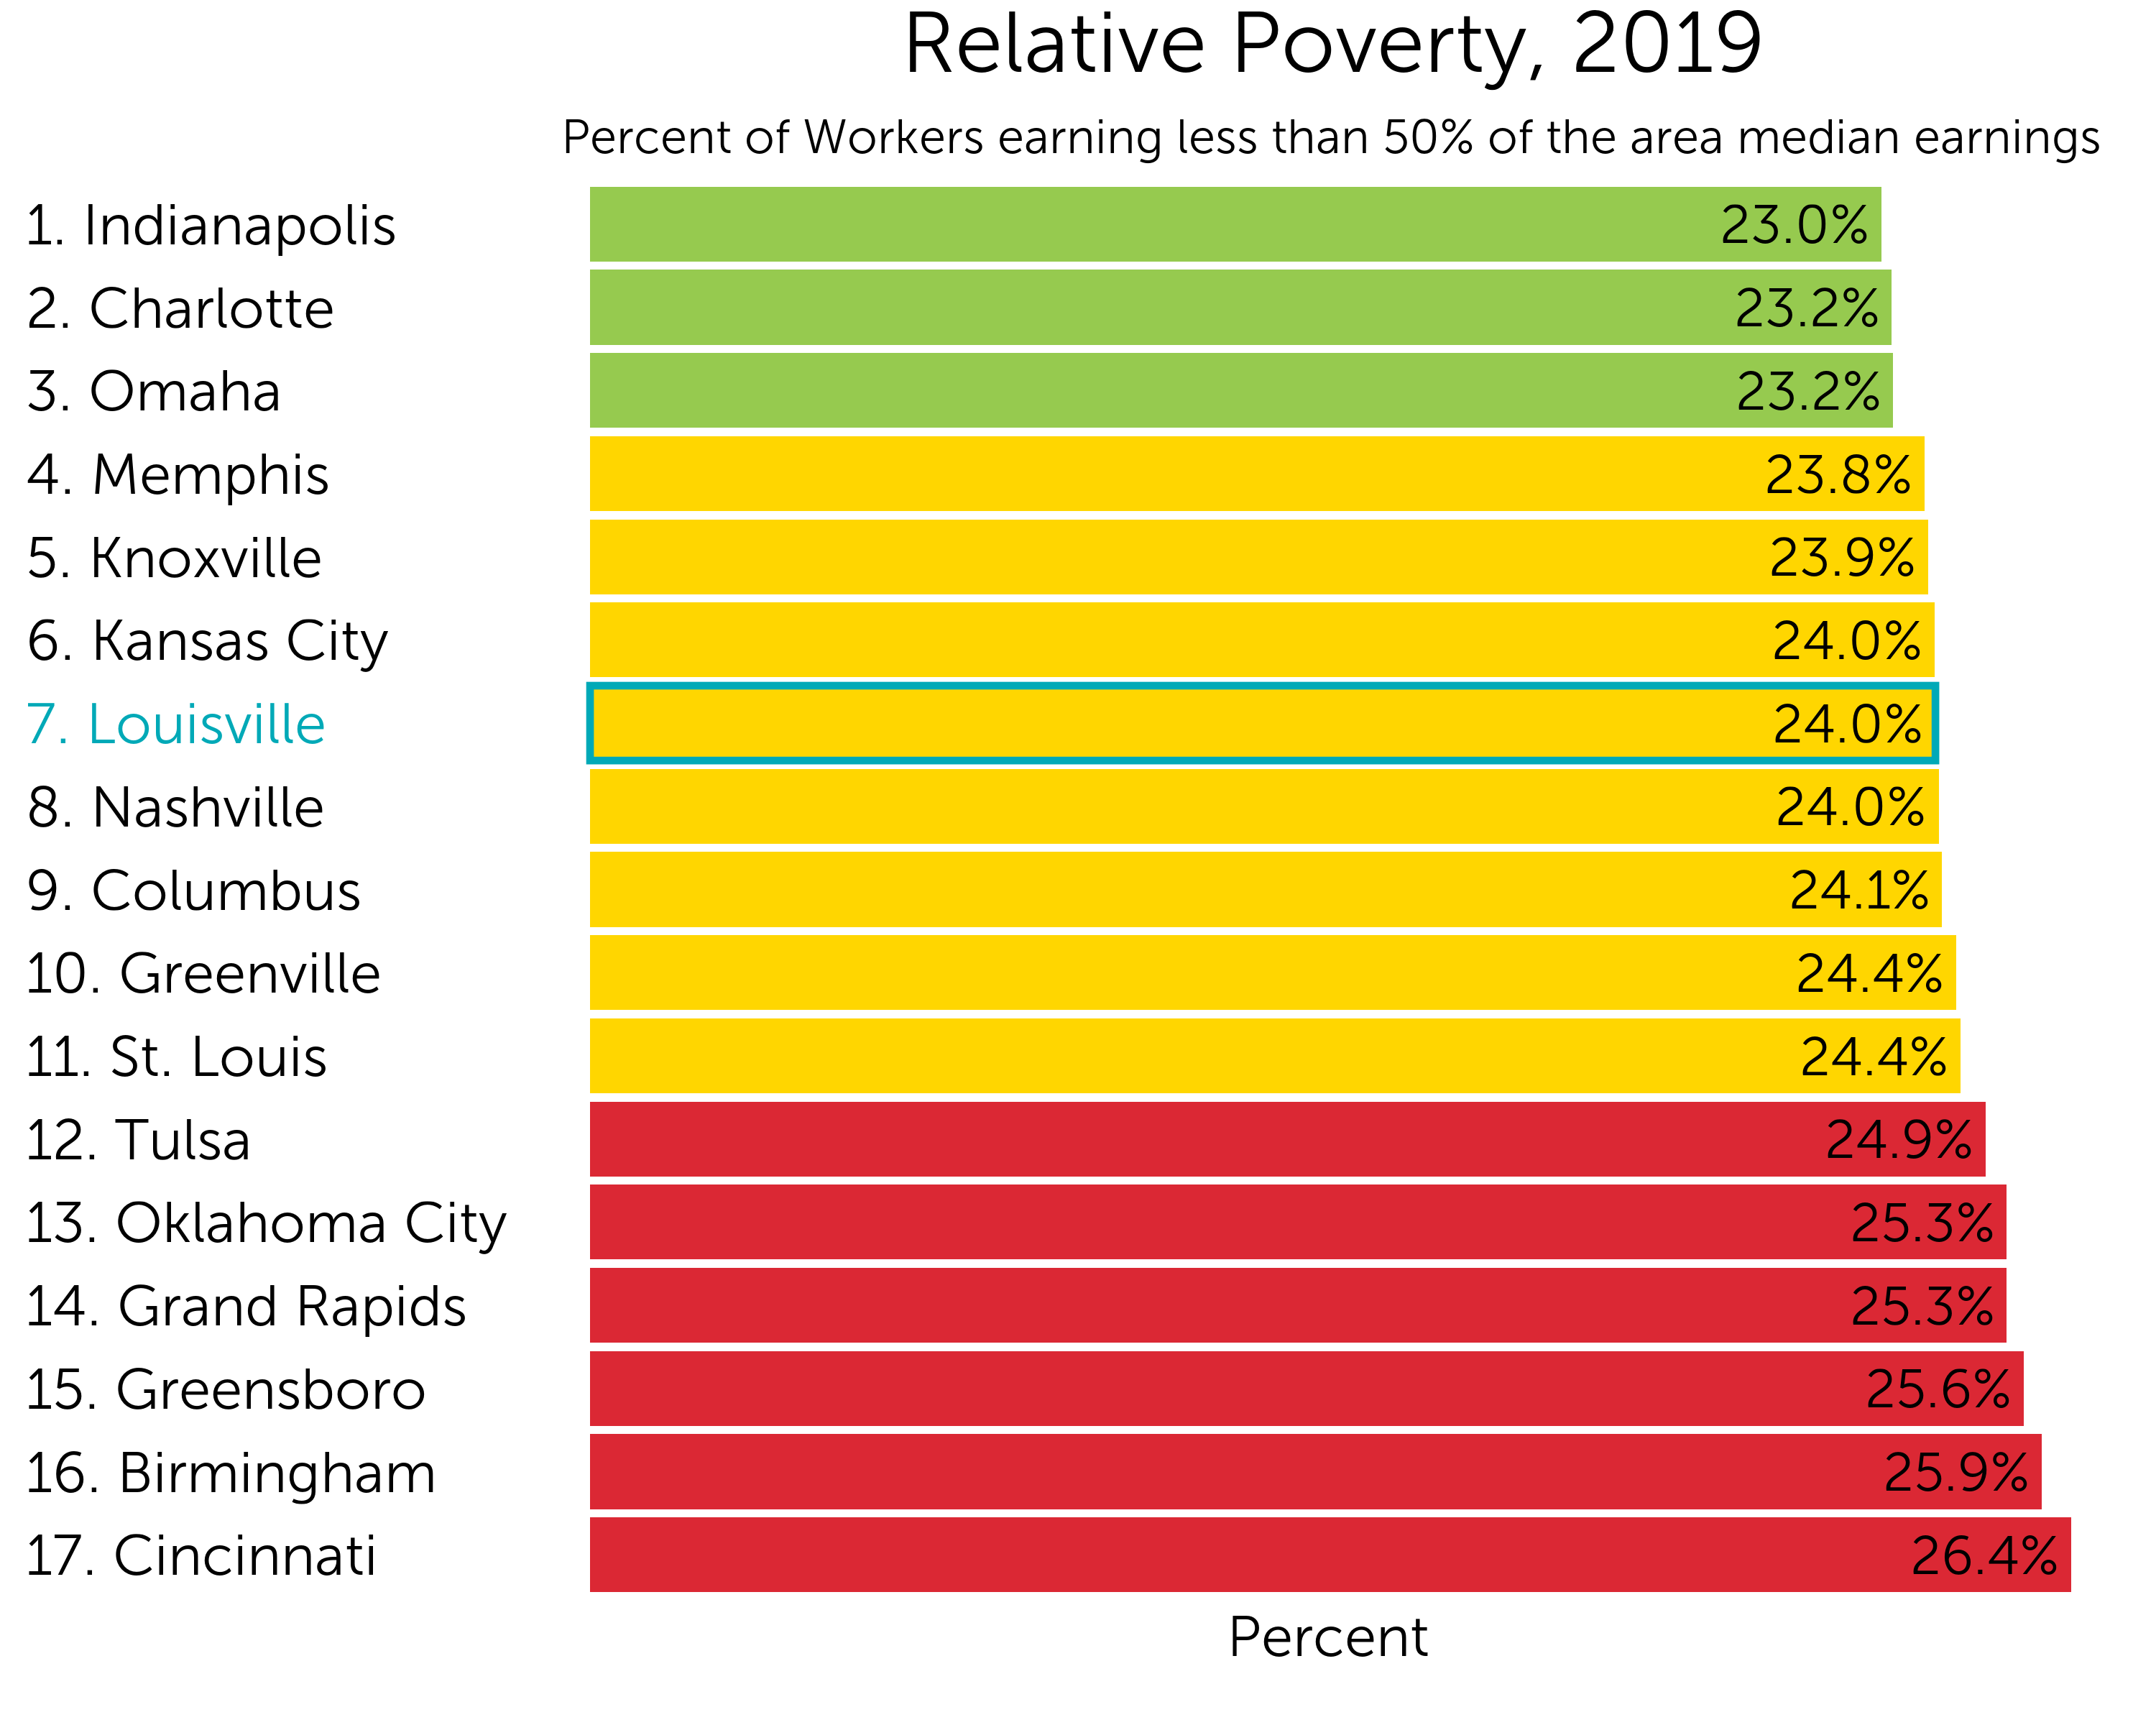 Relative Poverty, 2019
Percent of Workers earning less than 50% of the area median earnings
1. Indianapolis 23.0%
2. Charlotte 23.2%
3. Omaha 23.2%
4. Memphis 23.8%
5. Knoxville 23.9%
6. Kansas City 24.0%
7. Louisville 24.0%
8. Nashville 24.0%
9. Columbus 24.1%
10. Greenville 24.4%
11. St. Louis 24.4%
12. Tulsa 24.9%
13. Oklahoma City 25.3%
14. Grand Rapids 25.3%
15. Greensboro 25.6%
16. Birmingham 25.9%
17. Cincinnati 26.4%
Percent